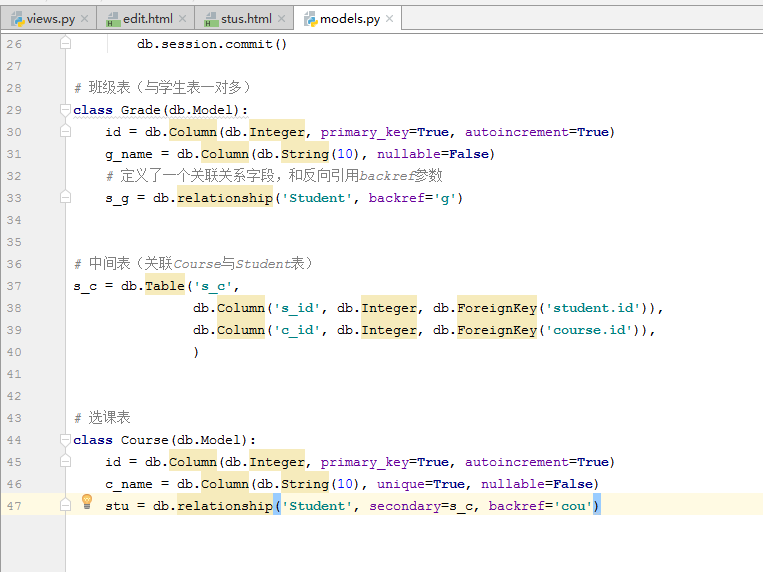 views.py × edit.html × stus.html × models.py ×
26 db.session.commit()
27
28 # 班级表（与学生表一对多）
29 class Grade(db.Model):
30 id = db.Column(db.Integer, primary_key=True, autoincrement=True)
31 g_name = db.Column(db.String(10), nullable=False)
32 # 定义了一个关联关系字段，和反向引用backref参数
33 s_g = db.relationship('Student', backref='g')
34
35
36 # 中间表（关联Course与Student表）
37 s_c = db.Table('s_c',
38 db.Column('s_id', db.Integer, db.ForeignKey('student.id')),
39 db.Column('c_id', db.Integer, db.ForeignKey('course.id')),
40 )
41
42
43 # 选课表
44 class Course(db.Model):
45 id = db.Column(db.Integer, primary_key=True, autoincrement=True)
46 c_name = db.Column(db.String(10), unique=True, nullable=False)
47 stu = db.relationship('Student', secondary=s_c, backref='cou')